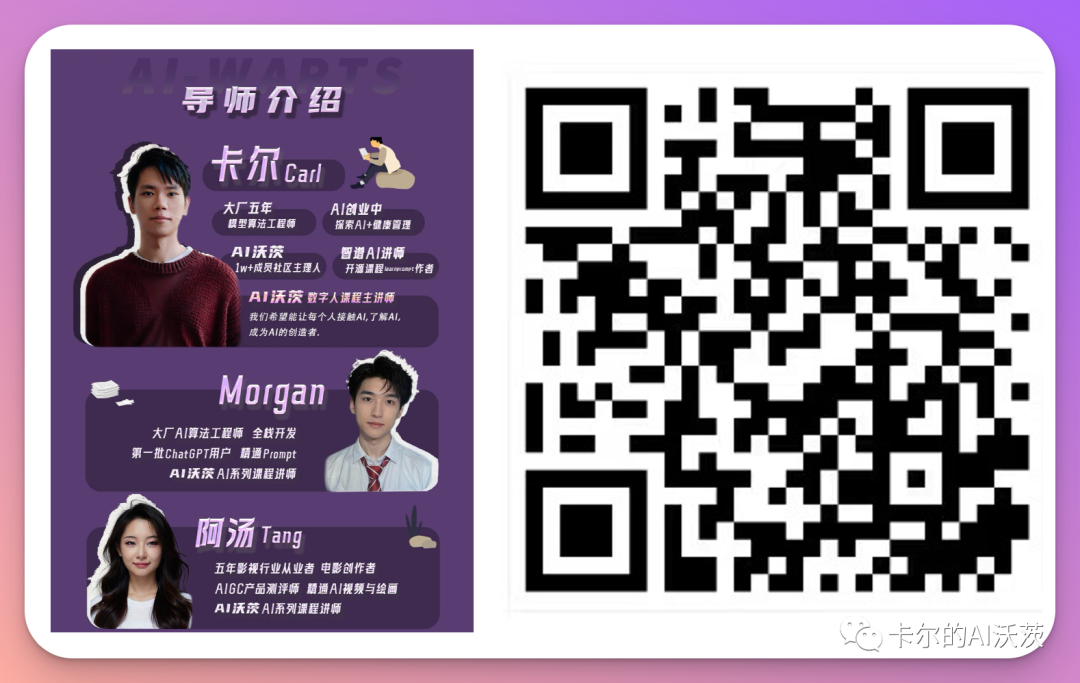 AI-WARTS
导师介绍
卡尔 Carl
大厂五年
模型算法工程师
AI创业中
探索AI+健康管理
AI沃茨
1w+成员社区主理人
智谱AI讲师
开源课程learnprompt作者
AI沃茨 数字人课程主讲师
我们希望能让每个人接触AI,了解AI,
成为AI的创造者.
Morgan
大厂AI算法工程师 全栈开发
第一批ChatGPT用户 精通Prompt
AI沃茨 AI系列课程讲师
阿汤 Tang
五年影视行业从业者 电影创作者
AIGC产品测评师 精通AI视频与绘画
AI沃茨 AI系列课程讲师
卡尔的AI沃茨